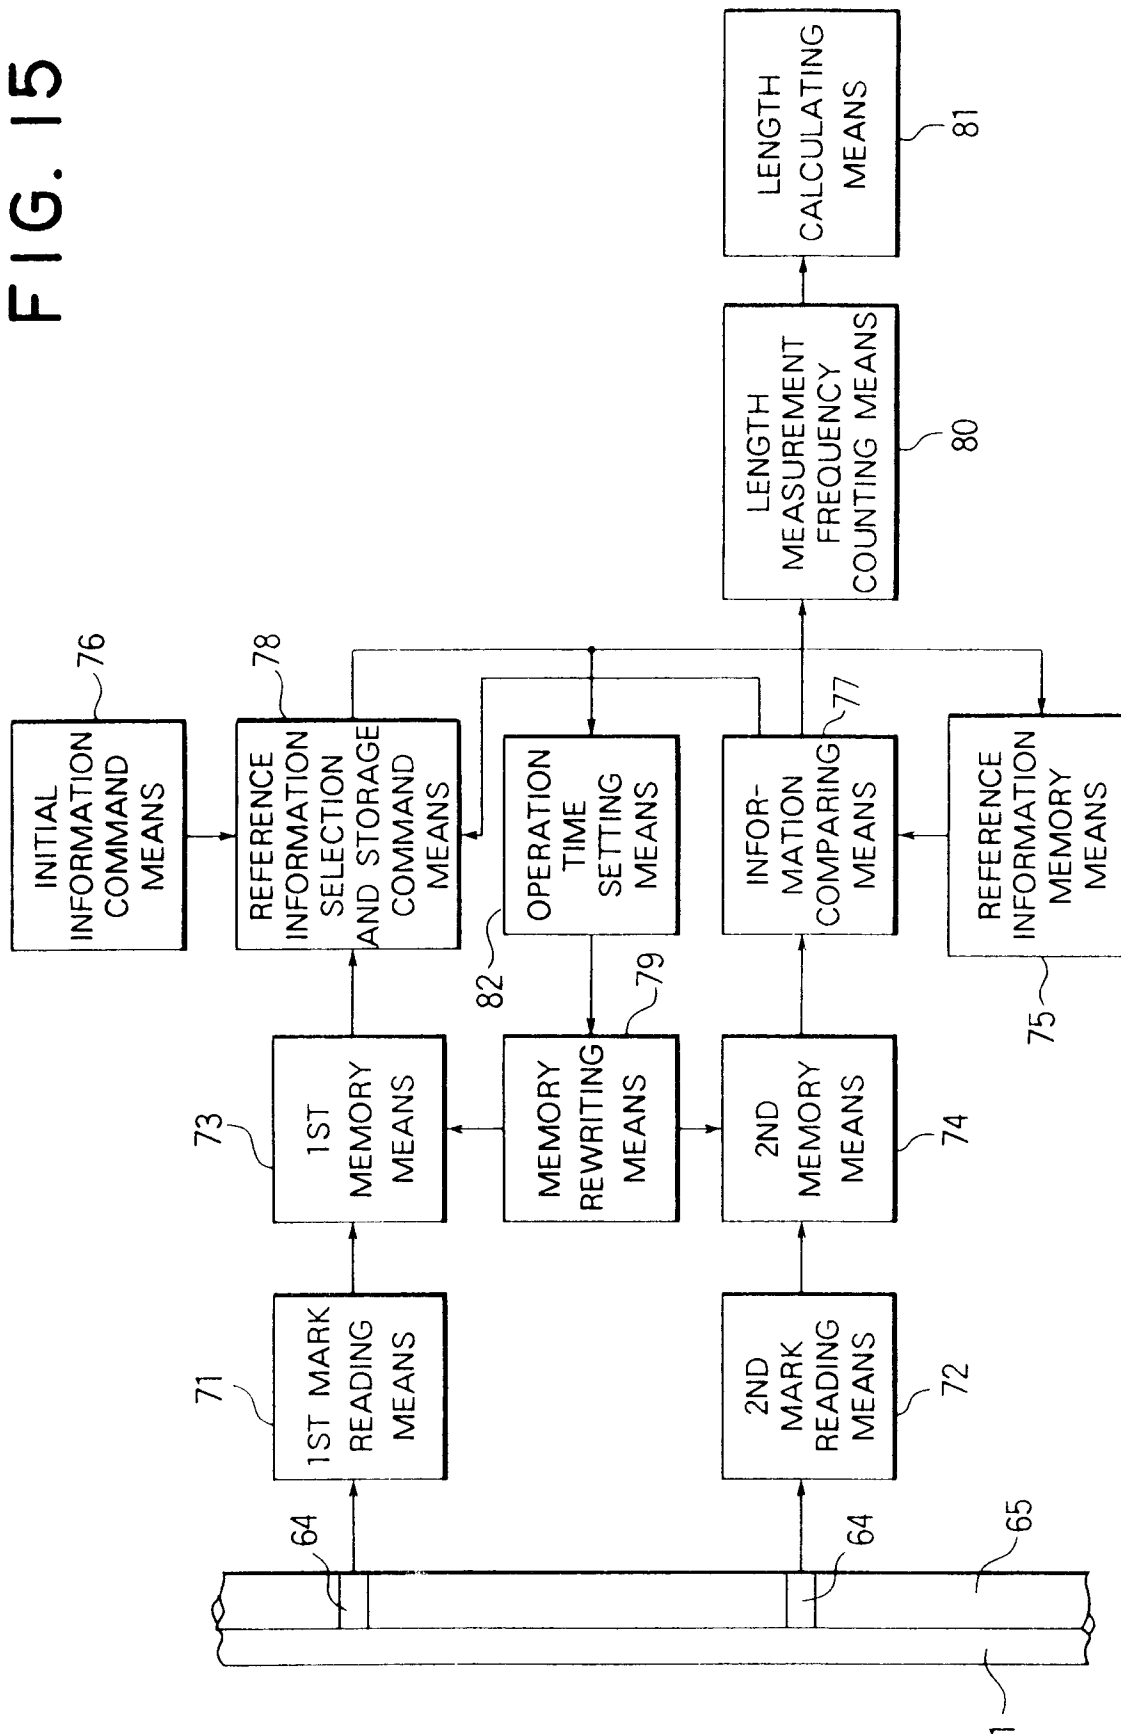 FIG. 15
INITIAL
INFORMATION
COMMAND
MEANS
76
REFERENCE
INFORMATION
SELECTION
AND STORAGE
COMMAND
MEANS
78
1ST
MEMORY
MEANS
73
1ST MARK
READING
MEANS
71
64
OPERATION
TIME
SETTING
MEANS
82
MEMORY
REWRITING
MEANS
79
LENGTH
CALCULATING
MEANS
81
LENGTH
MEASUREMENT
FREQUENCY
COUNTING MEANS
80
INFOR-
MATION
COMPARING
MEANS
77
2ND
MEMORY
MEANS
74
2ND
MARK
READING
MEANS
72
64
65
REFERENCE
INFORMATION
MEMORY
MEANS
75
1